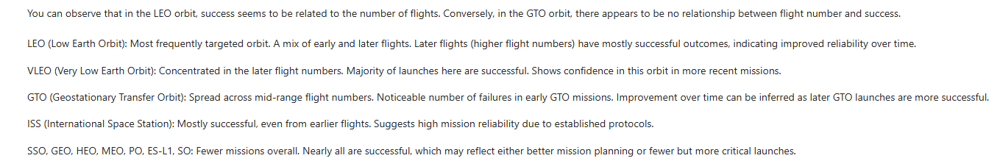 You can observe that in the LEO orbit, success seems to be related to the number of flights. Conversely, in the GTO orbit, there appears to be no relationship between flight number and success.
LEO (Low Earth Orbit): Most frequently targeted orbit. A mix of early and later flights. Later flights (higher flight numbers) have mostly successful outcomes, indicating improved reliability over time.
VLEO (Very Low Earth Orbit): Concentrated in the later flight numbers. Majority of launches here are successful. Shows confidence in this orbit in more recent missions.
GTO (Geostationary Transfer Orbit): Spread across mid-range flight numbers. Noticeable number of failures in early GTO missions. Improvement over time can be inferred as later GTO launches are more successful.
ISS (International Space Station): Mostly successful, even from earlier flights. Suggests high mission reliability due to established protocols.
SSO, GEO, HEO, MEO, PO, ES-L1, SO: Fewer missions overall. Nearly all are successful, which may reflect either better mission planning or fewer but more critical launches.